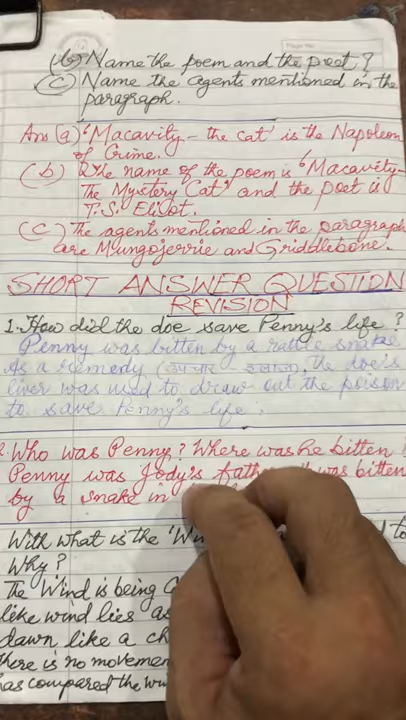 (b) Name the poem and the poet?
(c) Name the agents mentioned in the
paragraph.
Ans (a) 'Macavity - the cat' is the Napoleon
of Crime.
(b) The name of the poem is 'Macavity-
The Mystery Cat' and the poet is
T.S. Eliot.
(c) The agents mentioned in the paragraph
are Mungojerrie and Griddlebone.
SHORT ANSWER QUESTION
REVISION
1. How did the doe save Penny's life?
Penny was bitten by a rattle snake
As a remedy (उपचार - इलाज), the doe's
liver was used to draw out the poison
to save Penny's life.
2. Who was Penny? Where was he bitten
Penny was Jody's was bitten
by a snake in
With what is the
Why?
The Wind is being
like wind lies as
dawn like a
There is no
has compared the